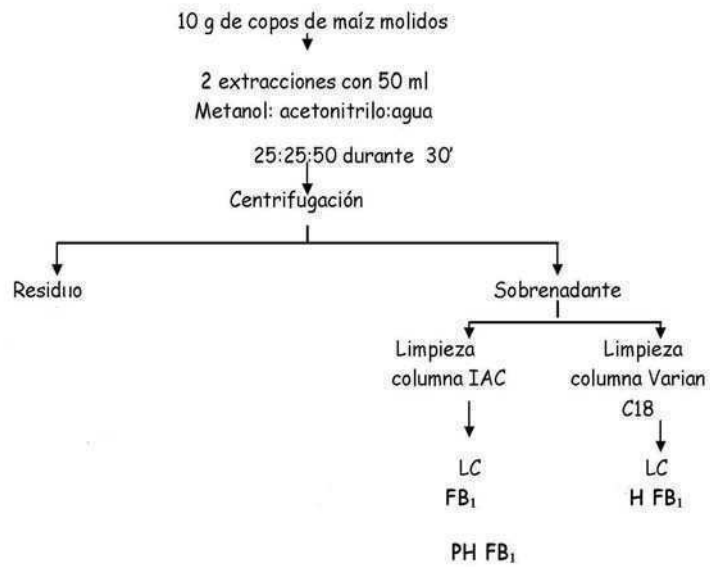 10 g de copos de maíz molidos
2 extracciones con 50 ml
Metanol: acetonitrilo:agua
25:25:50 durante 30'
Centrifugación
Residuo
Sobrenadante
Limpieza
columna IAC
Limpieza
columna Varian
C18
LC
FB₁
LC
H FB₁
PH FB₁